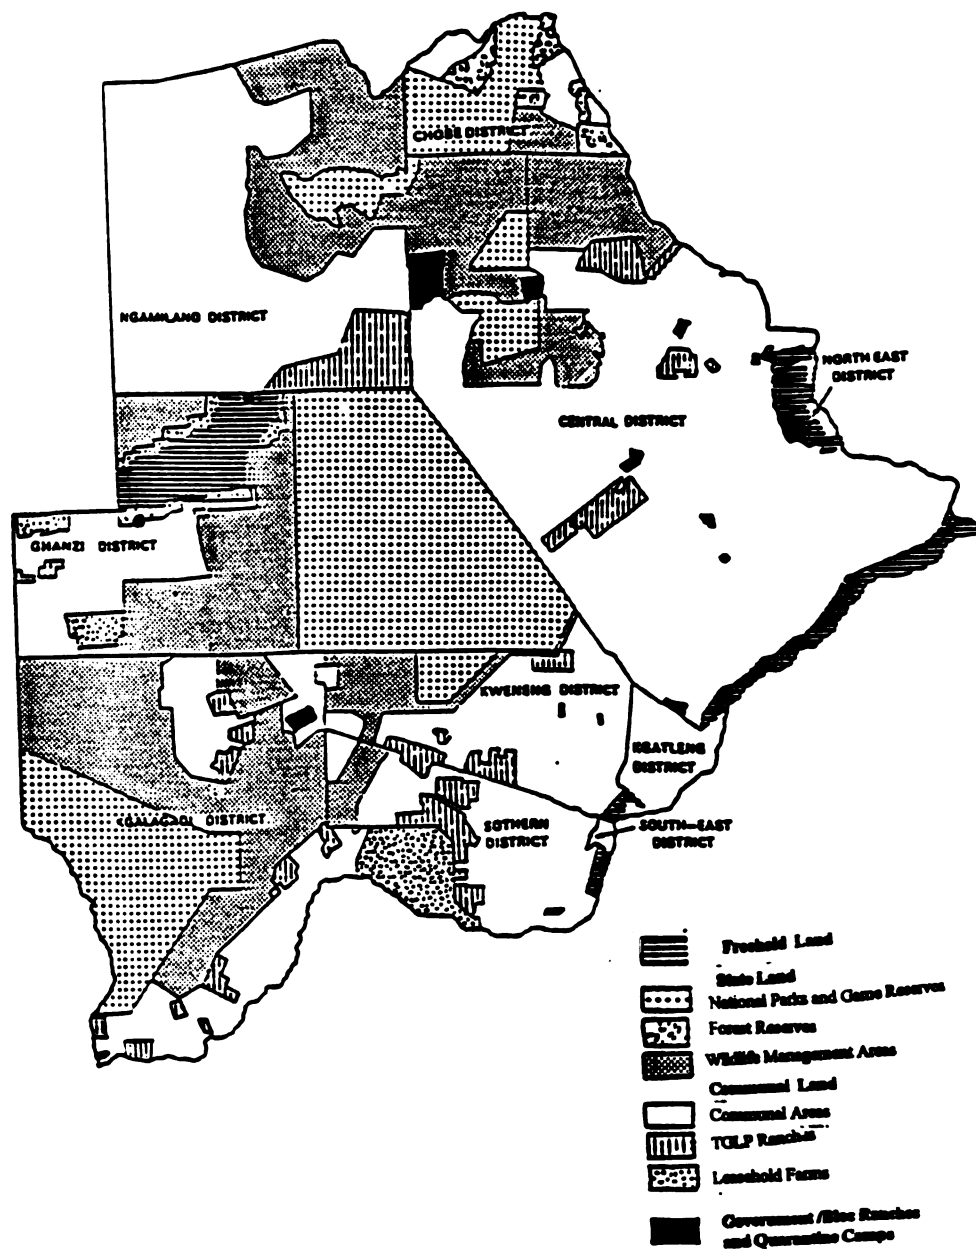 CHOBE DISTRICT
NGAMILAND DISTRICT
NORTH EAST
DISTRICT
CENTRAL DISTRICT
GHANZI DISTRICT
KWENENG DISTRICT
KGATLENG
DISTRICT
KGALAGADI DISTRICT
SOTHERN
DISTRICT
SOUTH-EAST
DISTRICT
Freehold Land
State Land
National Parks and Game Reserves
Forest Reserves
Wildlife Management Areas
Communal Land
Communal Areas
TGLP Ranches
Leasehold Farms
Government /Bloc Ranches
and Quarantine Camps